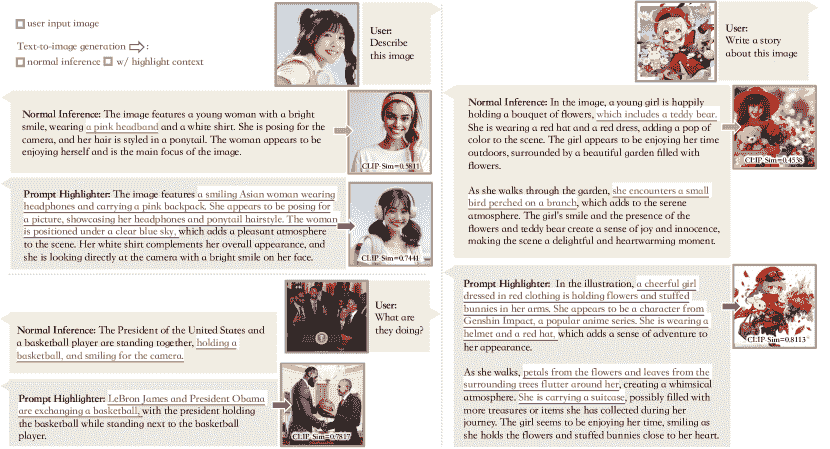 user input image
Text-to-image generation :
normal inference w/ highlight context
User:
Describe
this image
Normal Inference: The image features a young woman with a bright
smile, wearing a pink headband and a white shirt. She is posing for the
camera, and her hair is styled in a ponytail. The woman appears to be
enjoying herself and is the main focus of the image.
CLIP-Sim=0.5811
Prompt Highlighter: The image features a smiling Asian woman wearing
headphones and carrying a pink backpack. She appears to be posing for
a picture, showcasing her headphones and ponytail hairstyle. The woman
is positioned under a clear blue sky, which adds a pleasant atmosphere
to the scene. Her white shirt complements her overall appearance, and
she is looking directly at the camera with a bright smile on her face.
CLIP-Sim=0.7441
User:
What are
they doing?
Normal Inference: The President of the United States and
a basketball player are standing together, holding a
basketball, and smiling for the camera.
Prompt Highlighter: LeBron James and President Obama
are exchanging a basketball, with the president holding
the basketball while standing next to the basketball
player.
CLIP-Sim=0.7817
User:
Write a story
about this image
Normal Inference: In the image, a young girl is happily
holding a bouquet of flowers, which includes a teddy bear.
She is wearing a red hat and a red dress, adding a pop of
color to the scene. The girl appears to be enjoying her time
outdoors, surrounded by a beautiful garden filled with
flowers.
CLIP-Sim=0.4538
As she walks through the garden, she encounters a small
bird perched on a branch, which adds to the serene
atmosphere. The girl's smile and the presence of the
flowers and teddy bear create a sense of joy and innocence,
making the scene a delightful and heartwarming moment.
Prompt Highlighter: In the illustration, a cheerful girl
dressed in red clothing is holding flowers and stuffed
bunnies in her arms. She appears to be a character from
Genshin Impact, a popular anime series. She is wearing a
helmet and a red hat, which adds a sense of adventure to
her appearance.
CLIP-Sim=0.8113
As she walks, petals from the flowers and leaves from the
surrounding trees flutter around her, creating a whimsical
atmosphere. She is carrying a suitcase, possibly filled with
more treasures or items she has collected during her
journey. The girl seems to be enjoying her time, smiling as
she holds the flowers and stuffed bunnies close to her heart.